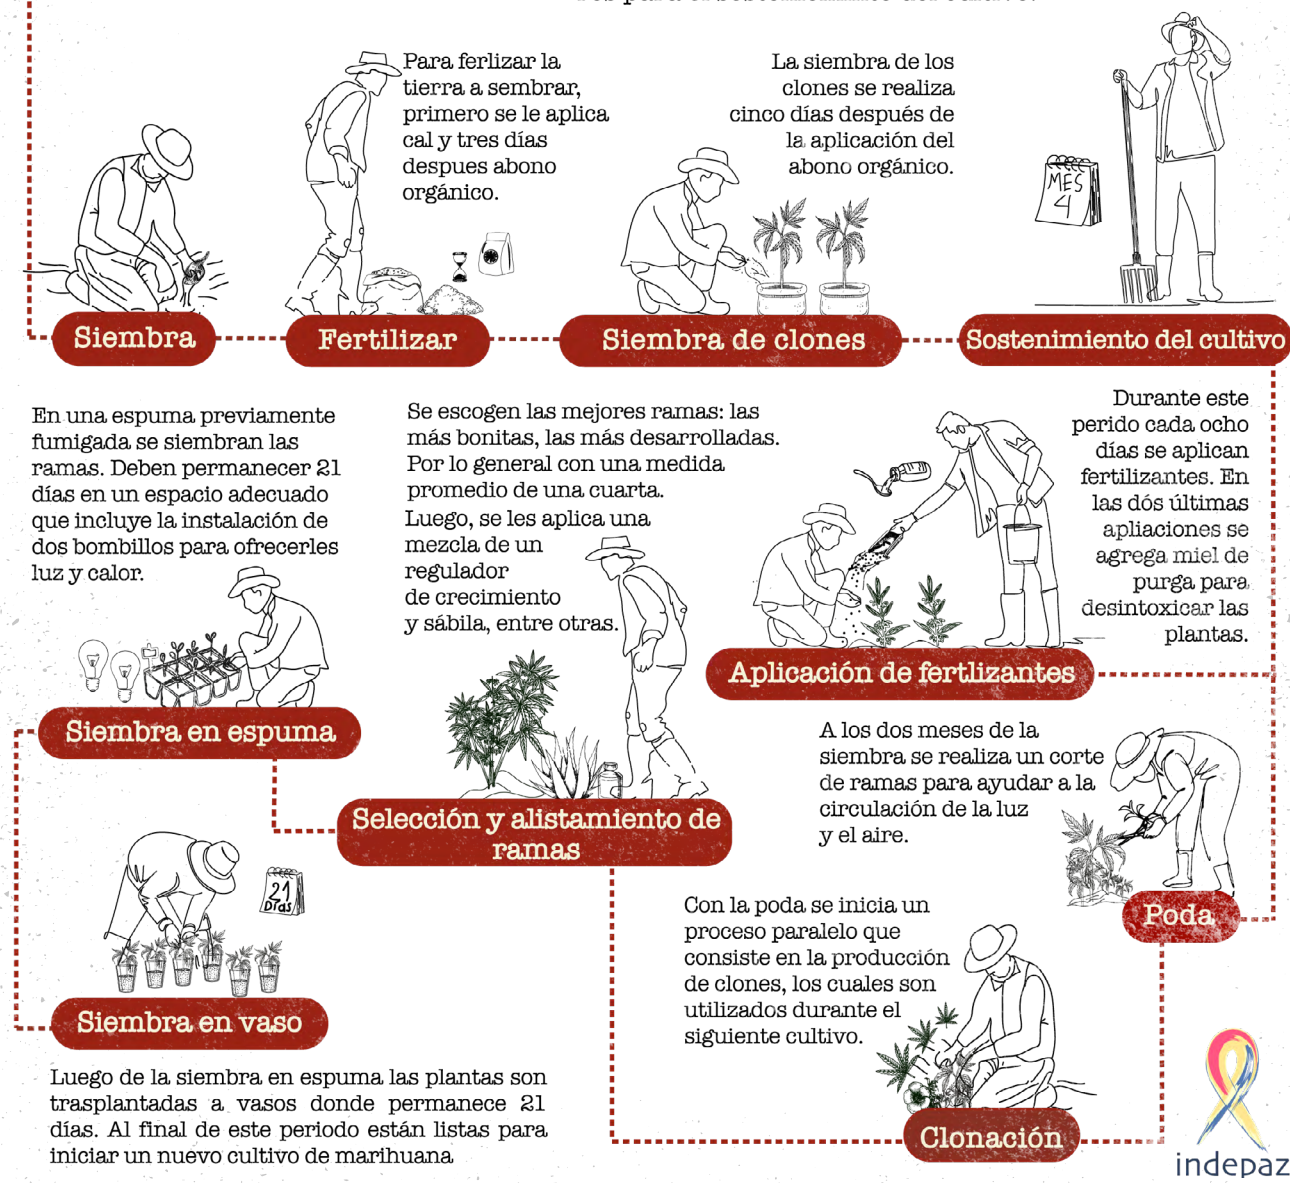 Para ferlizar la
tierra a sembrar,
primero se le aplica
cal y tres días
despues abono
orgánico.
La siembra de los
clones se realiza
cinco días después de
la aplicación del
abono orgánico.
MES
4
Siembra
Fertilizar
Siembra de clones
Sostenimiento del cultivo
En una espuma previamente
fumigada se siembran las
ramas. Deben permanecer 21
días en un espacio adecuado
que incluye la instalación de
dos bombillos para ofrecerles
luz y calor.
Se escogen las mejores ramas: las
más bonitas, las más desarrolladas.
Por lo general con una medida
promedio de una cuarta.
Luego, se les aplica una
mezcla de un
regulador
de crecimiento
y sábila, entre otras.
Durante este
perido cada ocho
días se aplican
fertilizantes. En
las dós últimas
apliaciones se
agrega miel de
purga para
desintoxicar las
plantas.
Aplicación de fertlizantes
Siembra en espuma
A los dos meses de la
siembra se realiza un corte
de ramas para ayudar a la
circulación de la luz
y el aire.
Selección y alistamiento de
ramas
21
Días
Poda
Con la poda se inicia un
proceso paralelo que
consiste en la producción
de clones, los cuales son
utilizados durante el
siguiente cultivo.
Siembra en vaso
Luego de la siembra en espuma las plantas son
trasplantadas a vasos donde permanece 21
días. Al final de este periodo están listas para
iniciar un nuevo cultivo de marihuana
Clonación
indepaz